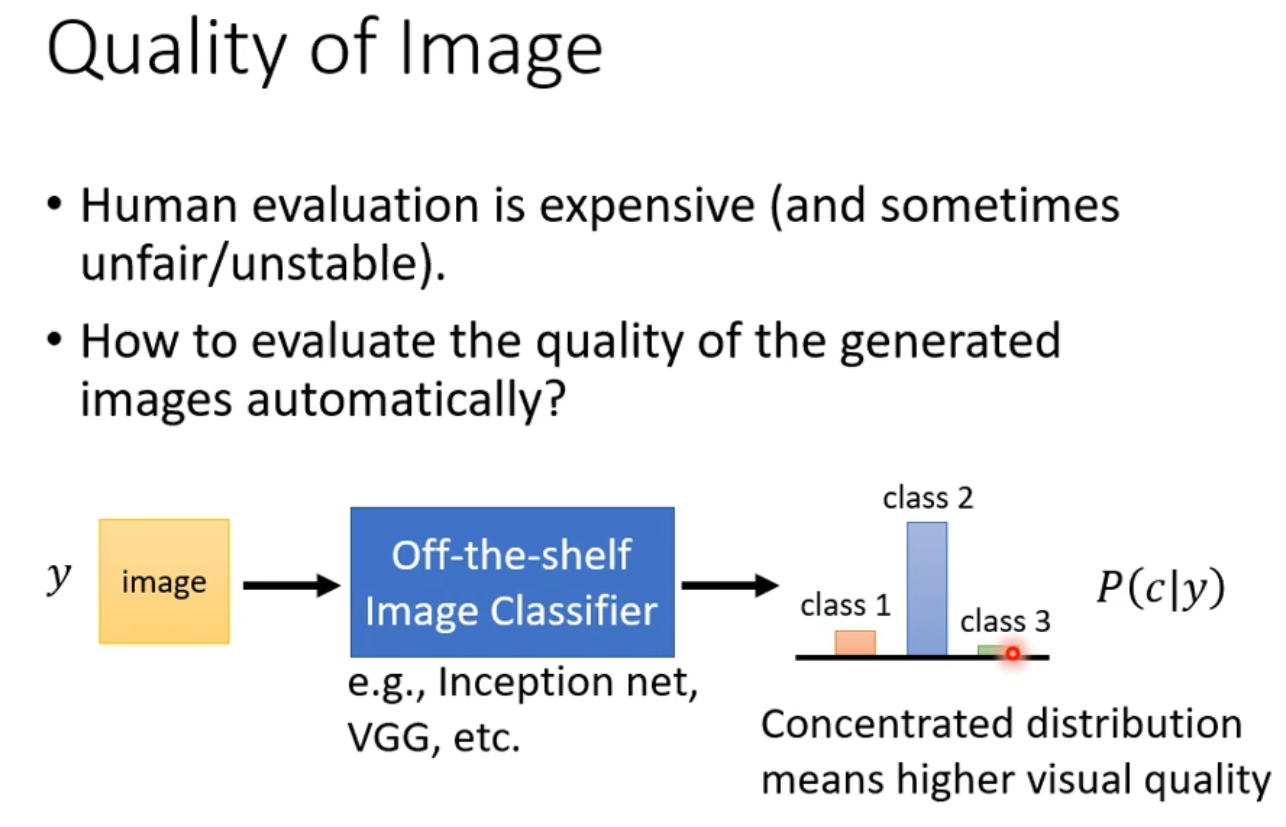 Quality of Image
• Human evaluation is expensive (and sometimes
unfair/unstable).
• How to evaluate the quality of the generated
images automatically?
y
image
Off-the-shelf
Image Classifier
e.g., Inception net,
VGG, etc.
class 1
class 2
class 3
P(c|y)
Concentrated distribution
means higher visual quality